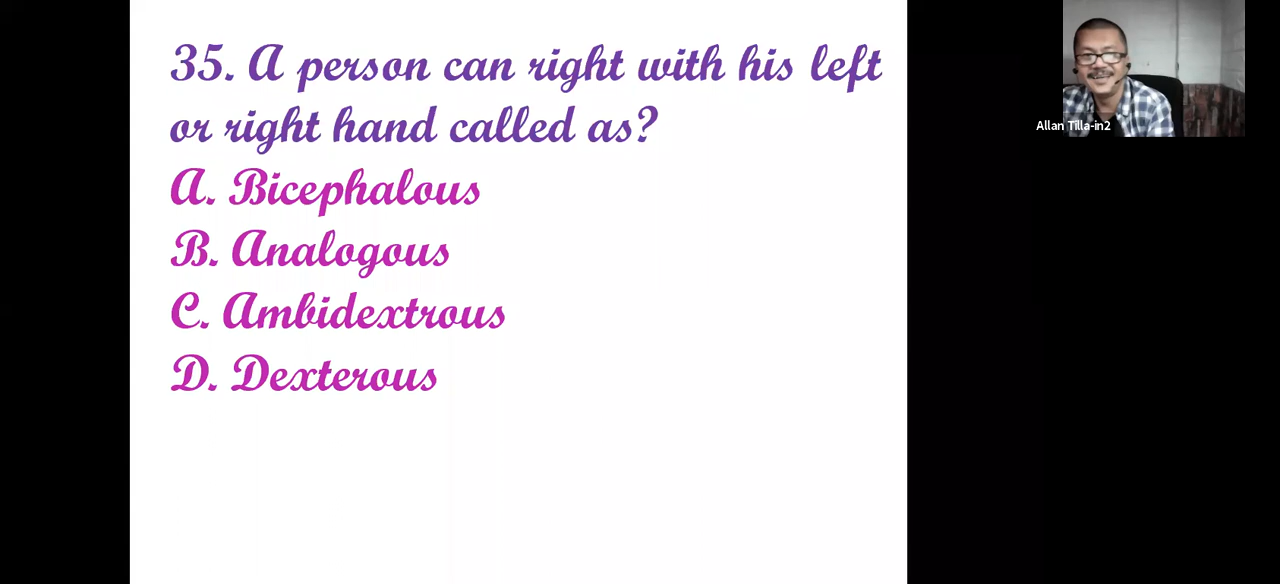 35. A person can right with his left
or right hand called as?
A. Bicephalous
B. Analogous
C. Ambidextrous
D. Dexterous
Allan Tilla-in2